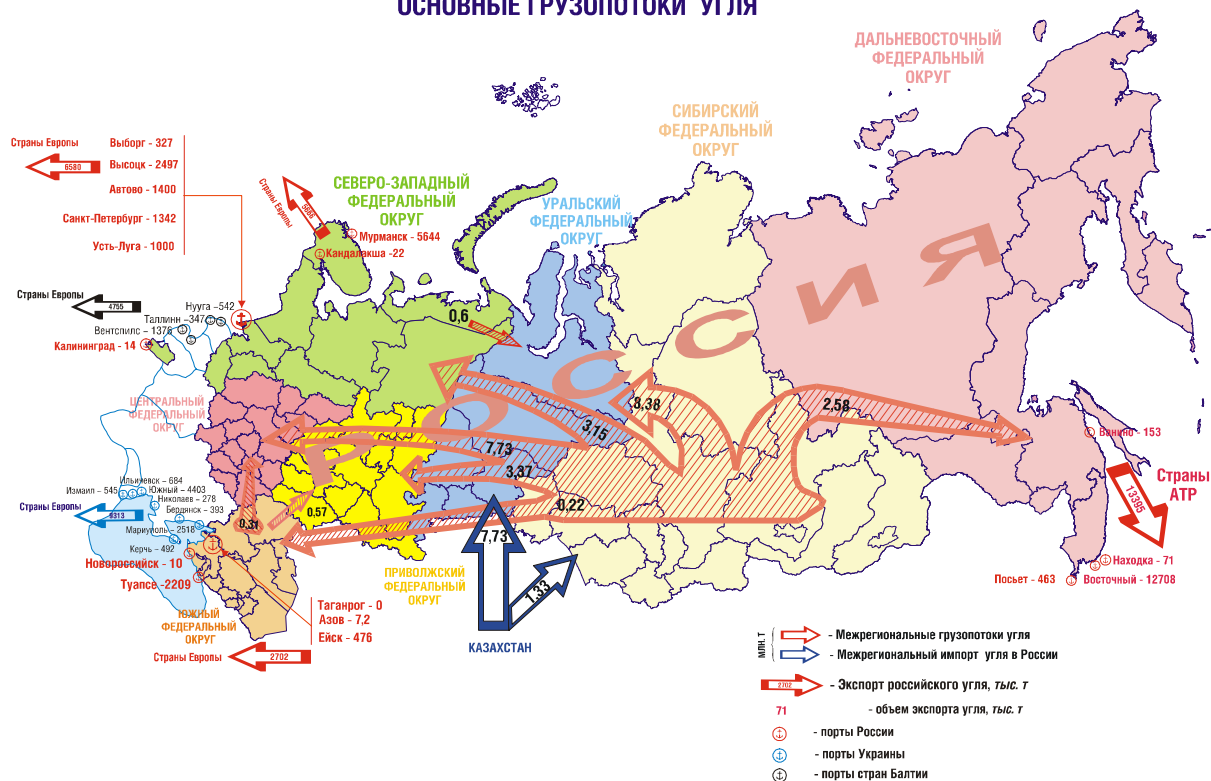 ОСНОВНЫЕ ГРУЗОПОТОКИ УГЛЯ
ДАЛЬНЕВОСТОЧНЫЙ
ФЕДЕРАЛЬНЫЙ
ОКРУГ
СИБИРСКИЙ
ФЕДЕРАЛЬНЫЙ
ОКРУГ
Страны Европы
6580
Выборг - 327
Высоцк - 2497
Автово - 1400
Санкт-Петербург - 1342
Усть-Луга - 1000
Страны Европы
5666
СЕВЕРО-ЗАПАДНЫЙ
ФЕДЕРАЛЬНЫЙ
ОКРУГ
УРАЛЬСКИЙ
ФЕДЕРАЛЬНЫЙ
ОКРУГ
Мурманск - 5644
Кандалакша -22
РОССИЯ
Страны Европы
4755
Нууга -542
Таллинн -347
Вентспилс - 1376
Калининград - 14
0,6
ЦЕНТРАЛЬНЫЙ
ФЕДЕРАЛЬНЫЙ
ОКРУГ
3,15
8,38
2,58
7,73
3,37
0,22
0,57
0,31
Ванино - 153
Страны
АТР
13395
Ильичевск - 684
Измаил - 545
Южный - 4403
Николаев - 278
Бердянск - 393
Страны Европы
9313
Мариуполь - 2518
Керчь - 492
Новороссийск - 10
Туапсе -2209
7,73
1,33
КАЗАХСТАН
ПРИВОЛЖСКИЙ
ФЕДЕРАЛЬНЫЙ
ОКРУГ
ЮЖНЫЙ
ФЕДЕРАЛЬНЫЙ
ОКРУГ
Таганрог - 0
Азов - 7,2
Ейск - 476
Страны Европы
2702
Находка - 71
Посьет - 463
Восточный - 12708
МЛН. Т
- Межрегиональные грузопотоки угля
- Межрегиональный импорт угля в России
2702
- Экспорт российского угля, тыс. т
71
- объем экспорта угля, тыс. т
- порты России
- порты Украины
- порты стран Балтии